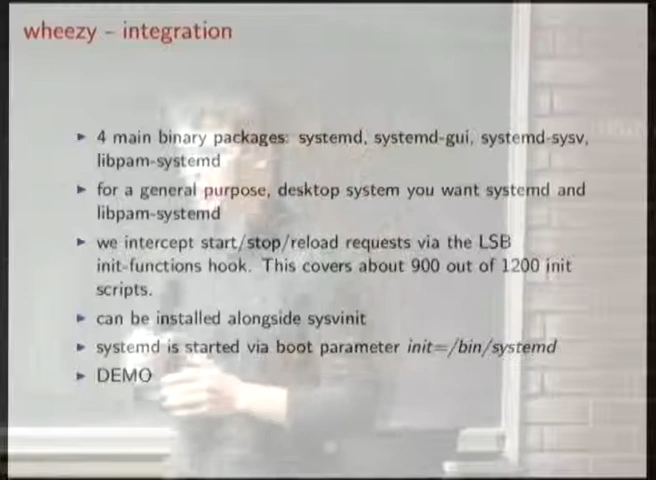 wheezy – integration
► 4 main binary packages: systemd, systemd-gui, systemd-sysv,
libpam-systemd
► for a general purpose, desktop system you want systemd and
libpam-systemd
► we intercept start/stop/reload requests via the LSB
init-functions hook. This covers about 900 out of 1200 init
scripts.
► can be installed alongside sysvinit
► systemd is started via boot parameter init=/bin/systemd
► DEMO